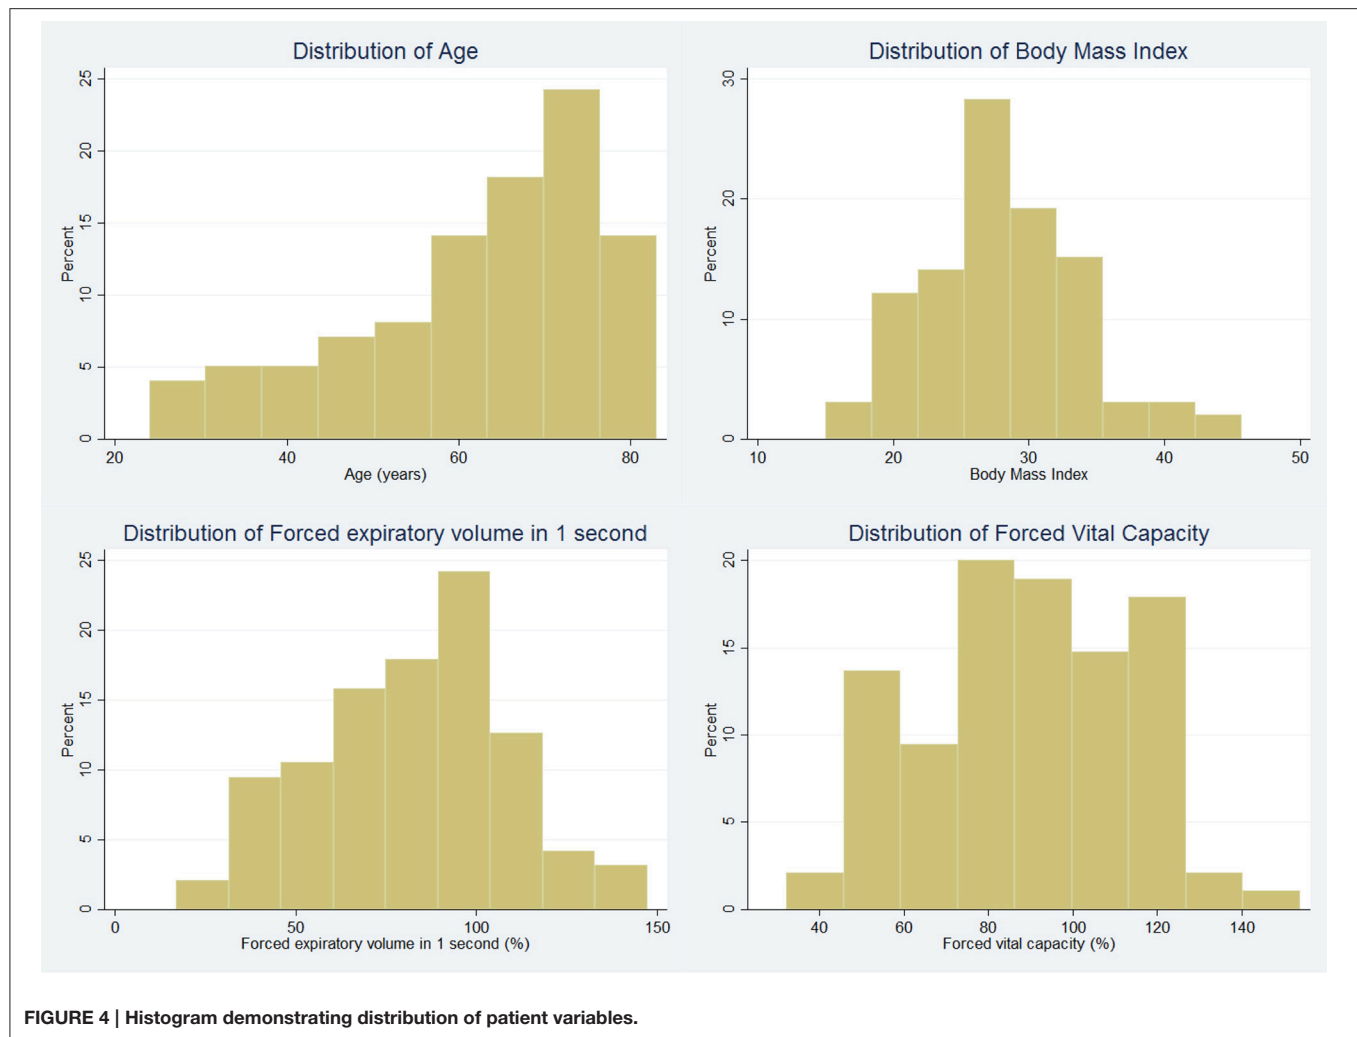 Distribution of Age
25
20
15
10
5
0
Percent
20 40 60 80
Age (years)
Distribution of Body Mass Index
30
20
10
0
Percent
10 20 30 40 50
Body Mass Index
Distribution of Forced expiratory volume in 1 second
25
20
15
10
5
0
Percent
0 50 100 150
Forced expiratory volume in 1 second (%)
Distribution of Forced Vital Capacity
20
15
10
5
0
Percent
40 60 80 100 120 140
Forced vital capacity (%)
FIGURE 4 | Histogram demonstrating distribution of patient variables.